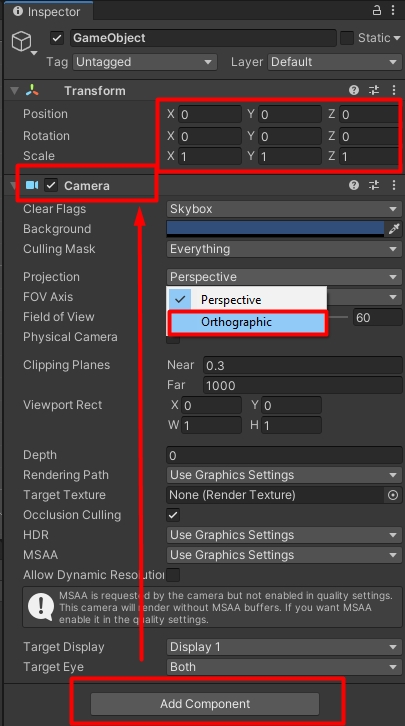 Inspector
GameObject
Static
Tag Untagged Layer Default
Transform
Position X 0 Y 0 Z 0
Rotation X 0 Y 0 Z 0
Scale X 1 Y 1 Z 1
Camera
Clear Flags Skybox
Background
Culling Mask Everything
Projection Perspective
Perspective
FOV Axis
Orthographic
Field of View 60
Physical Camera
Clipping Planes Near 0.3
Far 1000
Viewport Rect X 0 Y 0
W 1 H 1
Depth 0
Rendering Path Use Graphics Settings
Target Texture None (Render Texture)
Occlusion Culling
HDR Use Graphics Settings
MSAA Use Graphics Settings
Allow Dynamic Resolution
MSAA is requested by the camera but not enabled in quality settings.
This camera will render without MSAA buffers. If you want MSAA
enable it in the quality settings.
Target Display Display 1
Target Eye Both
Add Component